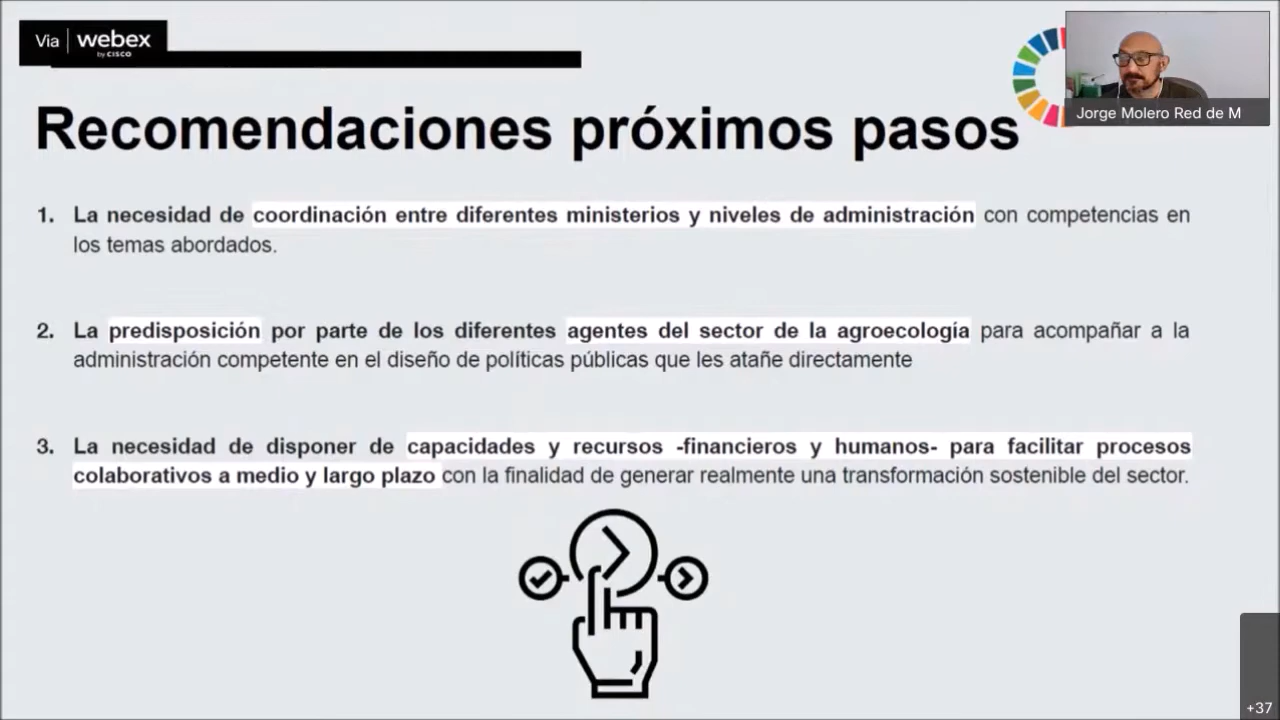 Via webex
by CISCO
Jorge Molero Red de M
Recomendaciones próximos pasos
1. La necesidad de coordinación entre diferentes ministerios y niveles de administración con competencias en
los temas abordados.
2. La predisposición por parte de los diferentes agentes del sector de la agroecología para acompañar a la
administración competente en el diseño de políticas públicas que les atañe directamente
3. La necesidad de disponer de capacidades y recursos -financieros y humanos- para facilitar procesos
colaborativos a medio y largo plazo con la finalidad de generar realmente una transformación sostenible del sector.
+37